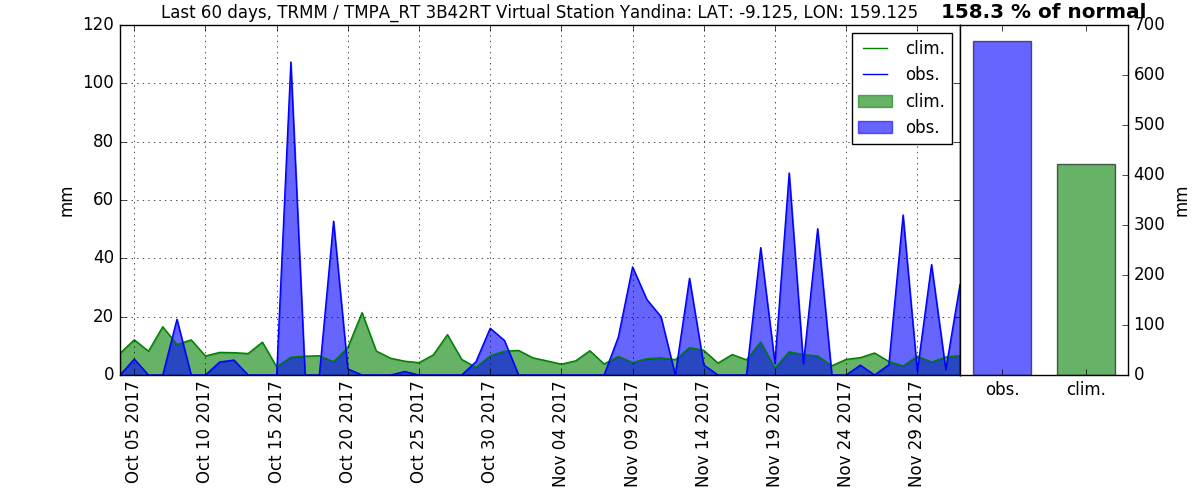 Last 60 days, TRMM / TMPA_RT 3B42RT Virtual Station Yandina: LAT: -9.125, LON: 159.125
158.3 % of normal
120
100
80
60
40
20
0
mm
clim.
obs.
clim.
obs.
700
600
500
400
300
200
100
0
mm
obs.
clim.
Oct 05 2017
Oct 10 2017
Oct 15 2017
Oct 20 2017
Oct 25 2017
Oct 30 2017
Nov 04 2017
Nov 09 2017
Nov 14 2017
Nov 19 2017
Nov 24 2017
Nov 29 2017